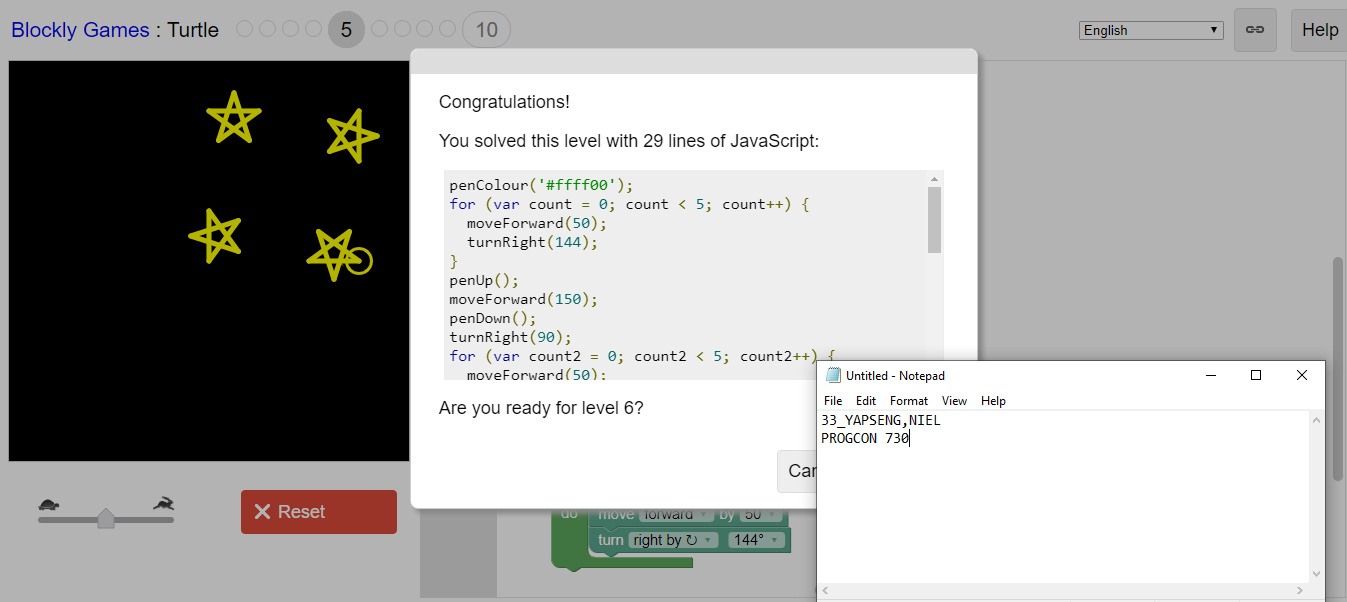 Blockly Games : Turtle 5 10 English Help
Congratulations!
You solved this level with 29 lines of JavaScript:
penColour('#ffff00');
for (var count = 0; count < 5; count++) {
moveForward(50);
turnRight(144);
}
penUp();
moveForward(150);
penDown();
turnRight(90);
for (var count2 = 0; count2 < 5; count2++) {
moveForward(50);
Are you ready for level 6?
Reset
do move forward by 50
turn right by ↻ 144°
Untitled - Notepad
File Edit Format View Help
33_YAPSENG,NIEL
PROGCON 730